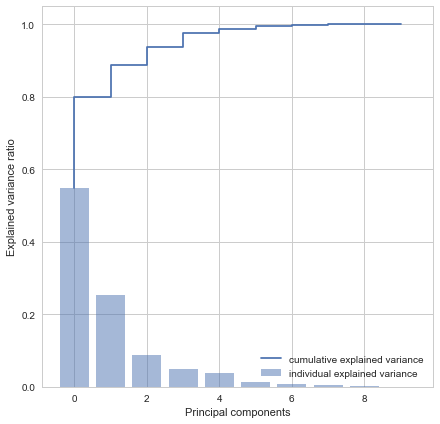 1.0
0.8
0.6
0.4
0.2
0.0
Explained variance ratio
cumulative explained variance
individual explained variance
0 2 4 6 8
Principal components